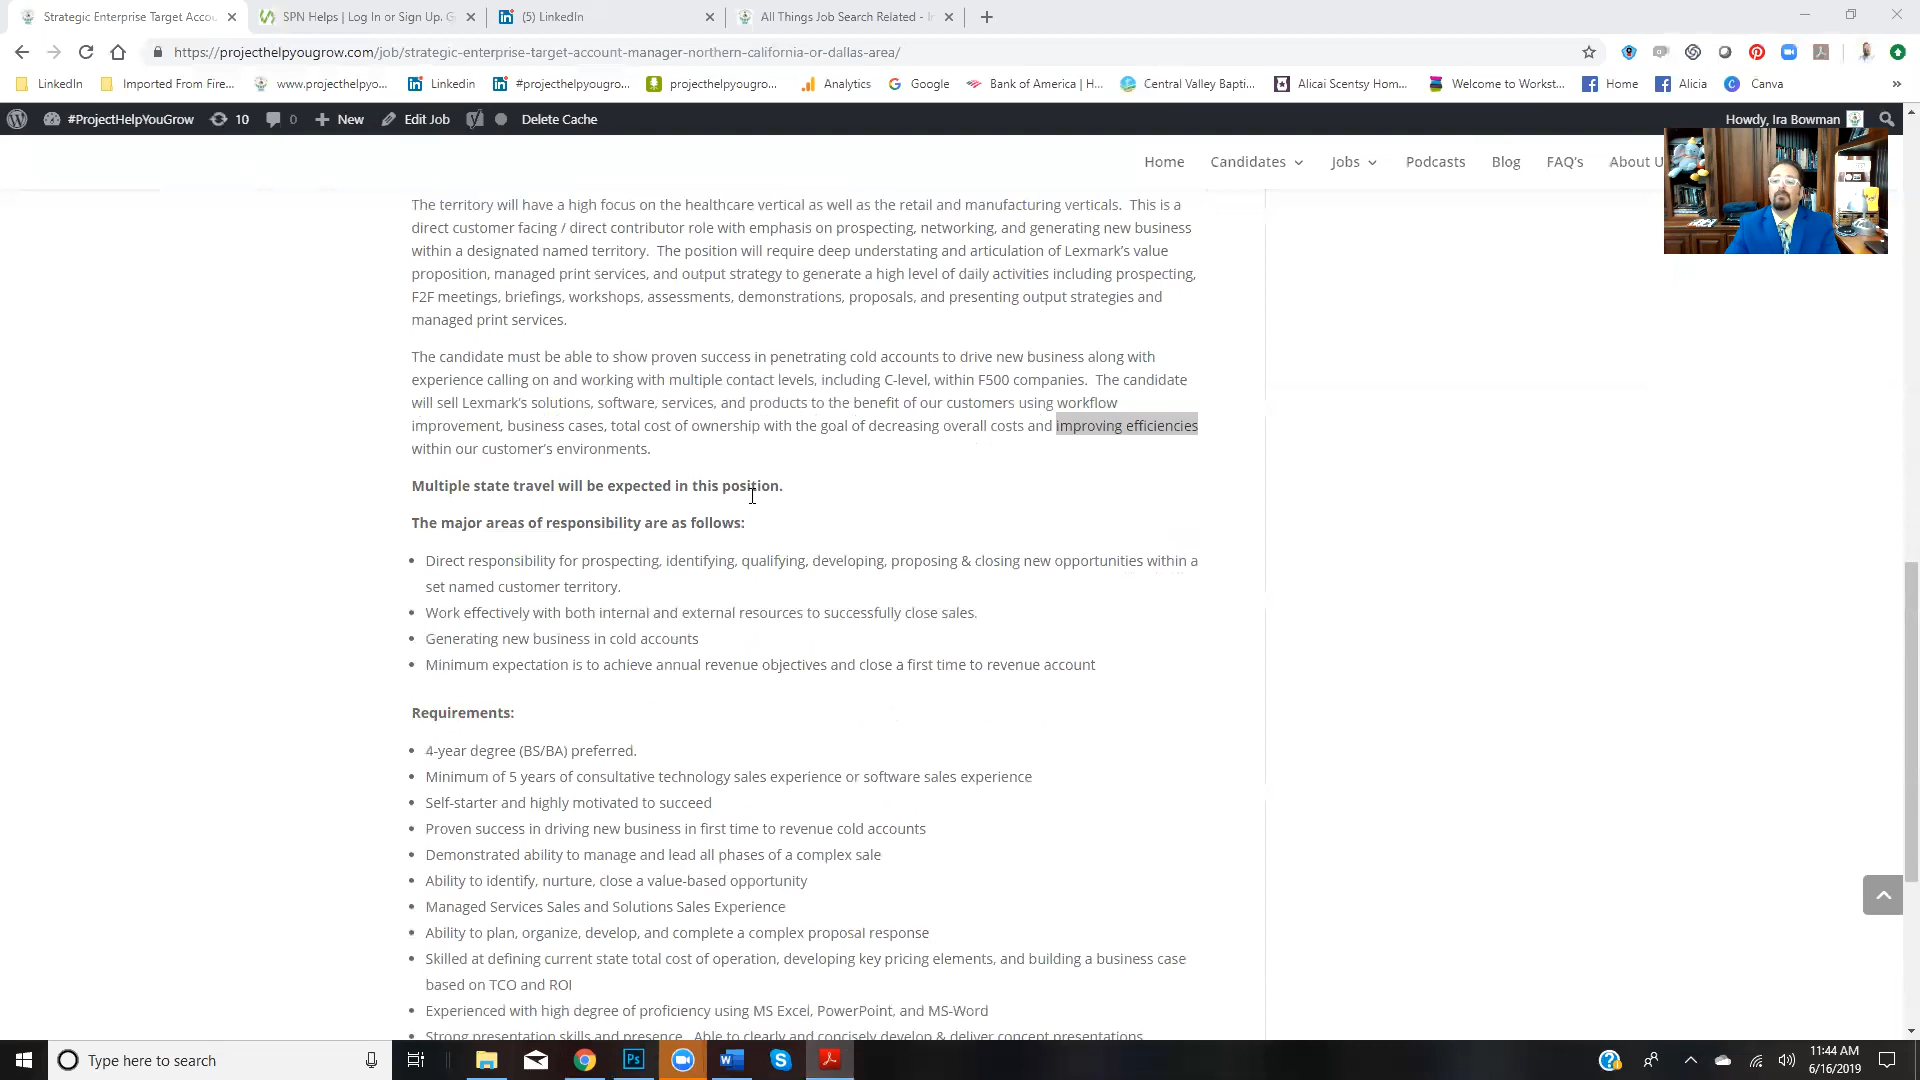 Strategic Enterprise Target Accou
SPN Helps | Log In or Sign Up. G
(5) LinkedIn
All Things Job Search Related - I
https://projecthelpyougrow.com/job/strategic-enterprise-target-account-manager-northern-california-or-dallas-area/
LinkedIn
Imported From Fire...
www.projecthelpyo...
Linkedin
#projecthelpyougro...
projecthelpyougro...
Analytics
Google
Bank of America | H...
Central Valley Bapti...
Alicai Scentsy Hom...
Welcome to Workst...
Home
Alicia
Canva
»
#ProjectHelpYouGrow
10
0
New
Edit Job
Delete Cache
Howdy, Ira Bowman
Home
Candidates
Jobs
Podcasts
Blog
FAQ's
About U
The territory will have a high focus on the healthcare vertical as well as the retail and manufacturing verticals. This is a
direct customer facing / direct contributor role with emphasis on prospecting, networking, and generating new business
within a designated named territory. The position will require deep understanding and articulation of Lexmark's value
proposition, managed print services, and output strategy to generate a high level of daily activities including prospecting,
F2F meetings, briefings, workshops, assessments, demonstrations, proposals, and presenting output strategies and
managed print services.
The candidate must be able to show proven success in penetrating cold accounts to drive new business along with
experience calling on and working with multiple contact levels, including C-level, within F500 companies. The candidate
will sell Lexmark's solutions, software, services, and products to the benefit of our customers using workflow
improvement, business cases, total cost of ownership with the goal of decreasing overall costs and improving efficiencies
within our customer's environments.
Multiple state travel will be expected in this position.
The major areas of responsibility are as follows:
• Direct responsibility for prospecting, identifying, qualifying, developing, proposing & closing new opportunities within a
set named customer territory.
• Work effectively with both internal and external resources to successfully close sales.
• Generating new business in cold accounts
• Minimum expectation is to achieve annual revenue objectives and close a first time to revenue account
Requirements:
• 4-year degree (BS/BA) preferred.
• Minimum of 5 years of consultative technology sales experience or software sales experience
• Self-starter and highly motivated to succeed
• Proven success in driving new business in first time to revenue cold accounts
• Demonstrated ability to manage and lead all phases of a complex sale
• Ability to identify, nurture, close a value-based opportunity
• Managed Services Sales and Solutions Sales Experience
• Ability to plan, organize, develop, and complete a complex proposal response
• Skilled at defining current state total cost of operation, developing key pricing elements, and building a business case
based on TCO and ROI
• Experienced with high degree of proficiency using MS Excel, PowerPoint, and MS-Word
• Strong presentation skills and presence. Able to clearly and concisely develop & deliver concept presentations
Type here to search
11:44 AM
6/16/2019